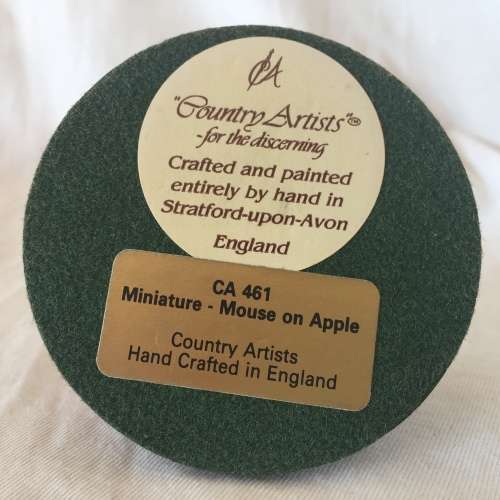 CA
"Country Artists"™
-for the discerning
Crafted and painted
entirely by hand in
Stratford-upon-Avon
England
CA 461
Miniature - Mouse on Apple
Country Artists
Hand Crafted in England